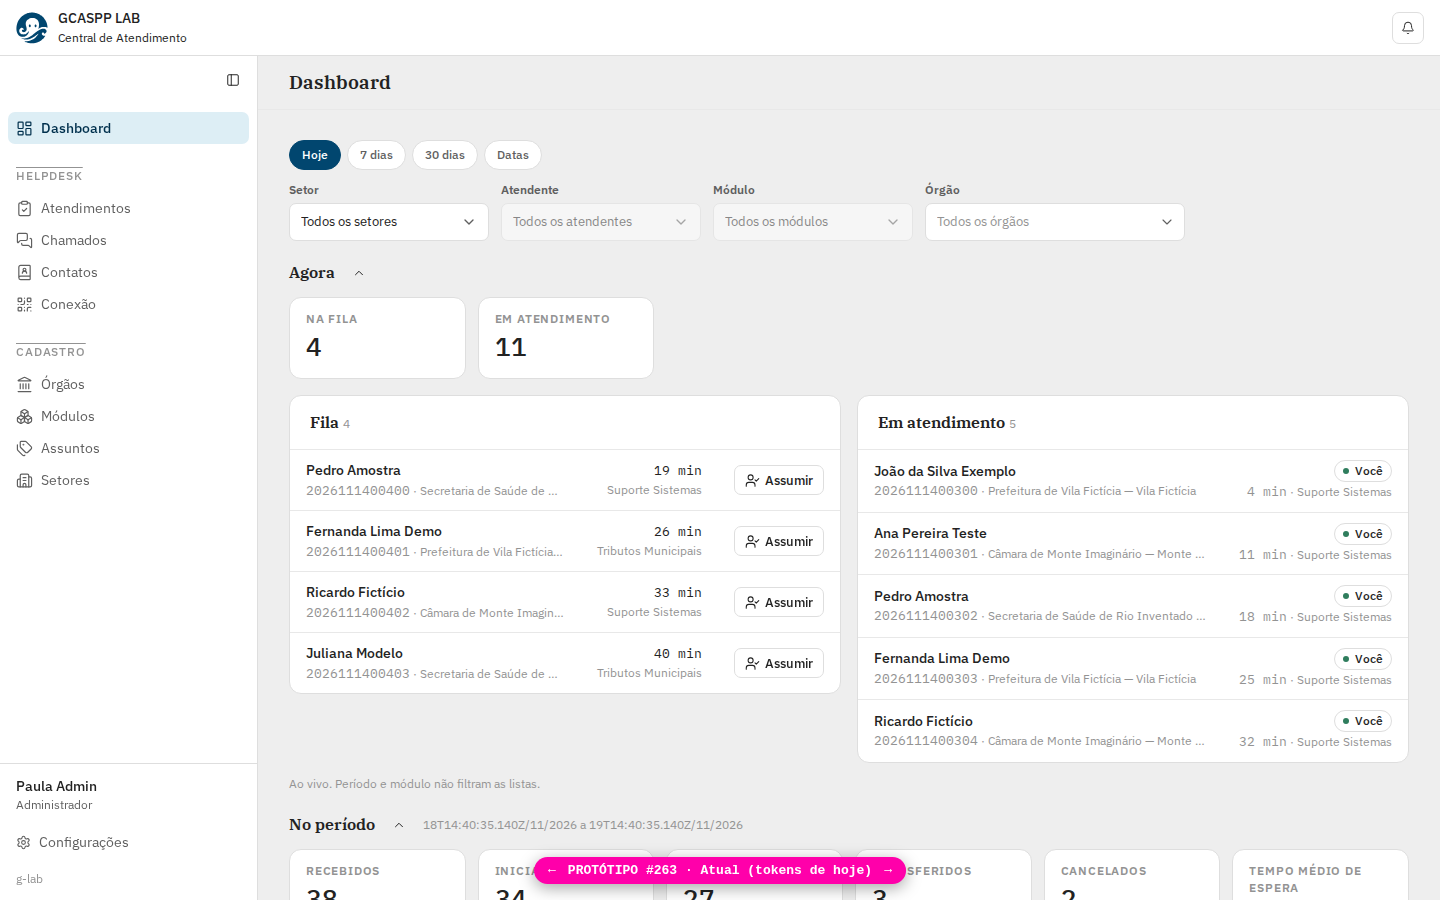 GCASPP LAB
Central de Atendimento
Dashboard
HELPDESK
Atendimentos
Chamados
Contatos
Conexão
CADASTRO
Órgãos
Módulos
Assuntos
Setores
Paula Admin
Administrador
Configurações
g-lab
Dashboard
Hoje 7 dias 30 dias Datas
Setor Atendente Módulo Órgão
Todos os setores Todos os atendentes Todos os módulos Todos os órgãos
Agora
NA FILA EM ATENDIMENTO
4 11
Fila 4
Pedro Amostra 19 min
2026111400400 · Secretaria de Saúde de ... Suporte Sistemas Assumir
Fernanda Lima Demo 26 min
2026111400401 · Prefeitura de Vila Fictícia... Tributos Municipais Assumir
Ricardo Fictício 33 min
2026111400402 · Câmara de Monte Imagin... Suporte Sistemas Assumir
Juliana Modelo 40 min
2026111400403 · Secretaria de Saúde de ... Tributos Municipais Assumir
Em atendimento 5
João da Silva Exemplo Você
2026111400300 · Prefeitura de Vila Fictícia — Vila Fictícia 4 min · Suporte Sistemas
Ana Pereira Teste Você
2026111400301 · Câmara de Monte Imaginário — Monte ... 11 min · Suporte Sistemas
Pedro Amostra Você
2026111400302 · Secretaria de Saúde de Rio Inventado ... 18 min · Suporte Sistemas
Fernanda Lima Demo Você
2026111400303 · Prefeitura de Vila Fictícia — Vila Fictícia 25 min · Suporte Sistemas
Ricardo Fictício Você
2026111400304 · Câmara de Monte Imaginário — Monte ... 32 min · Suporte Sistemas
Ao vivo. Período e módulo não filtram as listas.
No período 18T14:40:35.140Z/11/2026 a 19T14:40:35.140Z/11/2026
RECEBIDOS CANCELADOS TEMPO MÉDIO DE ESPERA
38 34 27 3 2
← PROTÓTIPO #263 · Atual (tokens de hoje) →